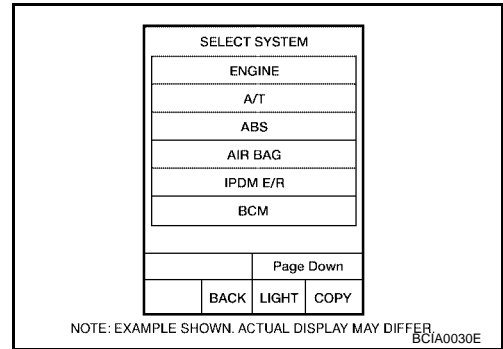 SELECT SYSTEM
ENGINE
A/T
ABS
AIR BAG
IPDM E/R
BCM
Page Down
BACK LIGHT COPY
NOTE: EXAMPLE SHOWN. ACTUAL DISPLAY MAY DIFFER.
BCIA0030E